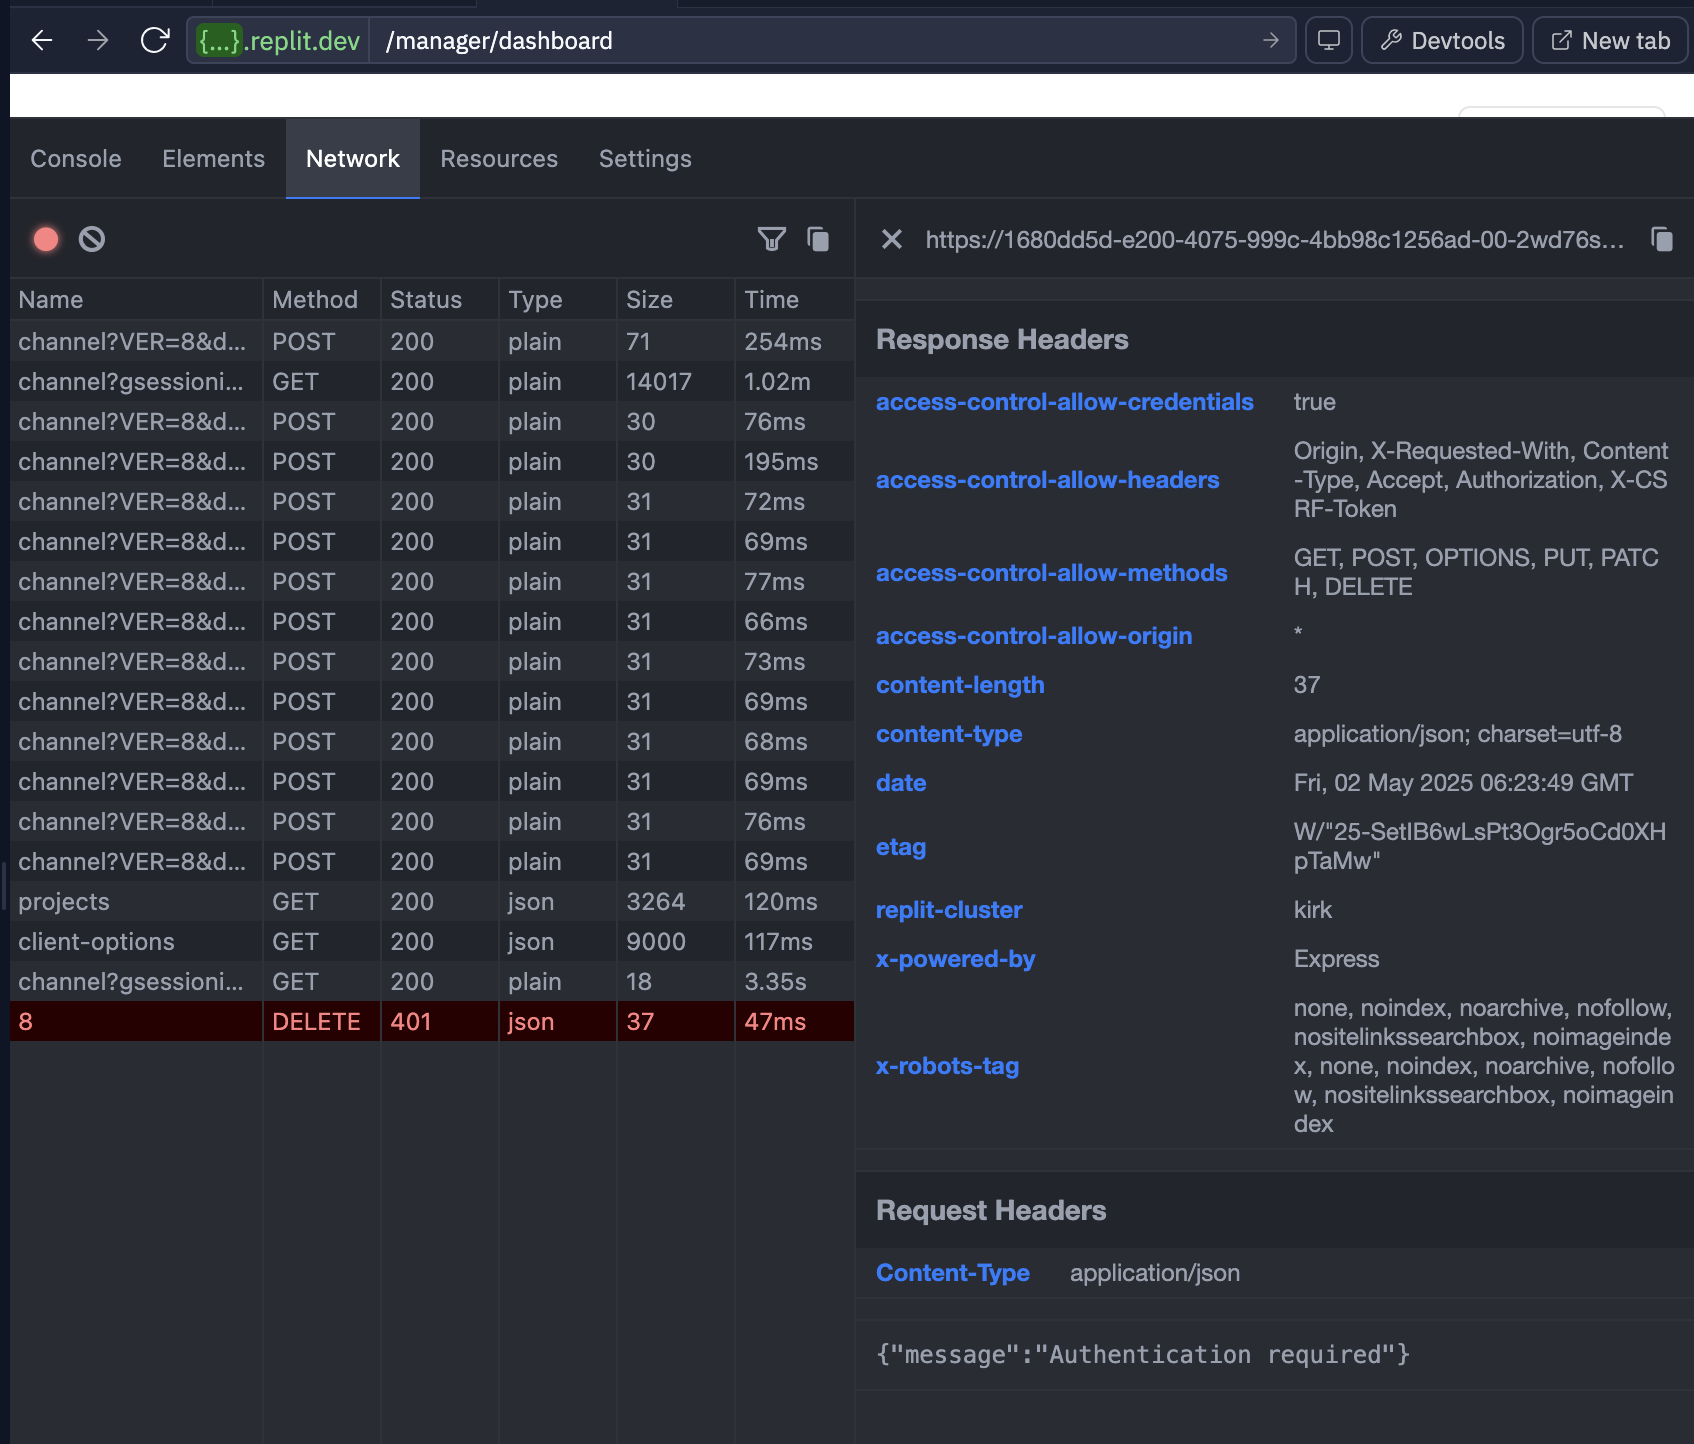 {...}.replit.dev /manager/dashboard Devtools New tab
Console Elements Network Resources Settings
https://1680dd5d-e200-4075-999c-4bb98c1256ad-00-2wd76s...
Name Method Status Type Size Time
channel?VER=8&d... POST 200 plain 71 254ms
channel?gsessioni... GET 200 plain 14017 1.02m
channel?VER=8&d... POST 200 plain 30 76ms
channel?VER=8&d... POST 200 plain 30 195ms
channel?VER=8&d... POST 200 plain 31 72ms
channel?VER=8&d... POST 200 plain 31 69ms
channel?VER=8&d... POST 200 plain 31 77ms
channel?VER=8&d... POST 200 plain 31 66ms
channel?VER=8&d... POST 200 plain 31 73ms
channel?VER=8&d... POST 200 plain 31 69ms
channel?VER=8&d... POST 200 plain 31 68ms
channel?VER=8&d... POST 200 plain 31 69ms
channel?VER=8&d... POST 200 plain 31 76ms
channel?VER=8&d... POST 200 plain 31 69ms
projects GET 200 json 3264 120ms
client-options GET 200 json 9000 117ms
channel?gsessioni... GET 200 plain 18 3.35s
8 DELETE 401 json 37 47ms
Response Headers
access-control-allow-credentials true
access-control-allow-headers Origin, X-Requested-With, Content
-Type, Accept, Authorization, X-CS
RF-Token
access-control-allow-methods GET, POST, OPTIONS, PUT, PATC
H, DELETE
access-control-allow-origin *
content-length 37
content-type application/json; charset=utf-8
date Fri, 02 May 2025 06:23:49 GMT
etag W/"25-SetIB6wLsPt3Ogr5oCd0XH
pTaMw"
replit-cluster kirk
x-powered-by Express
x-robots-tag none, noindex, noarchive, nofollow,
nositelinkssearchbox, noimageinde
x, none, noindex, noarchive, nofollo
w, nositelinkssearchbox, noimagein
dex
Request Headers
Content-Type application/json
{"message":"Authentication required"}